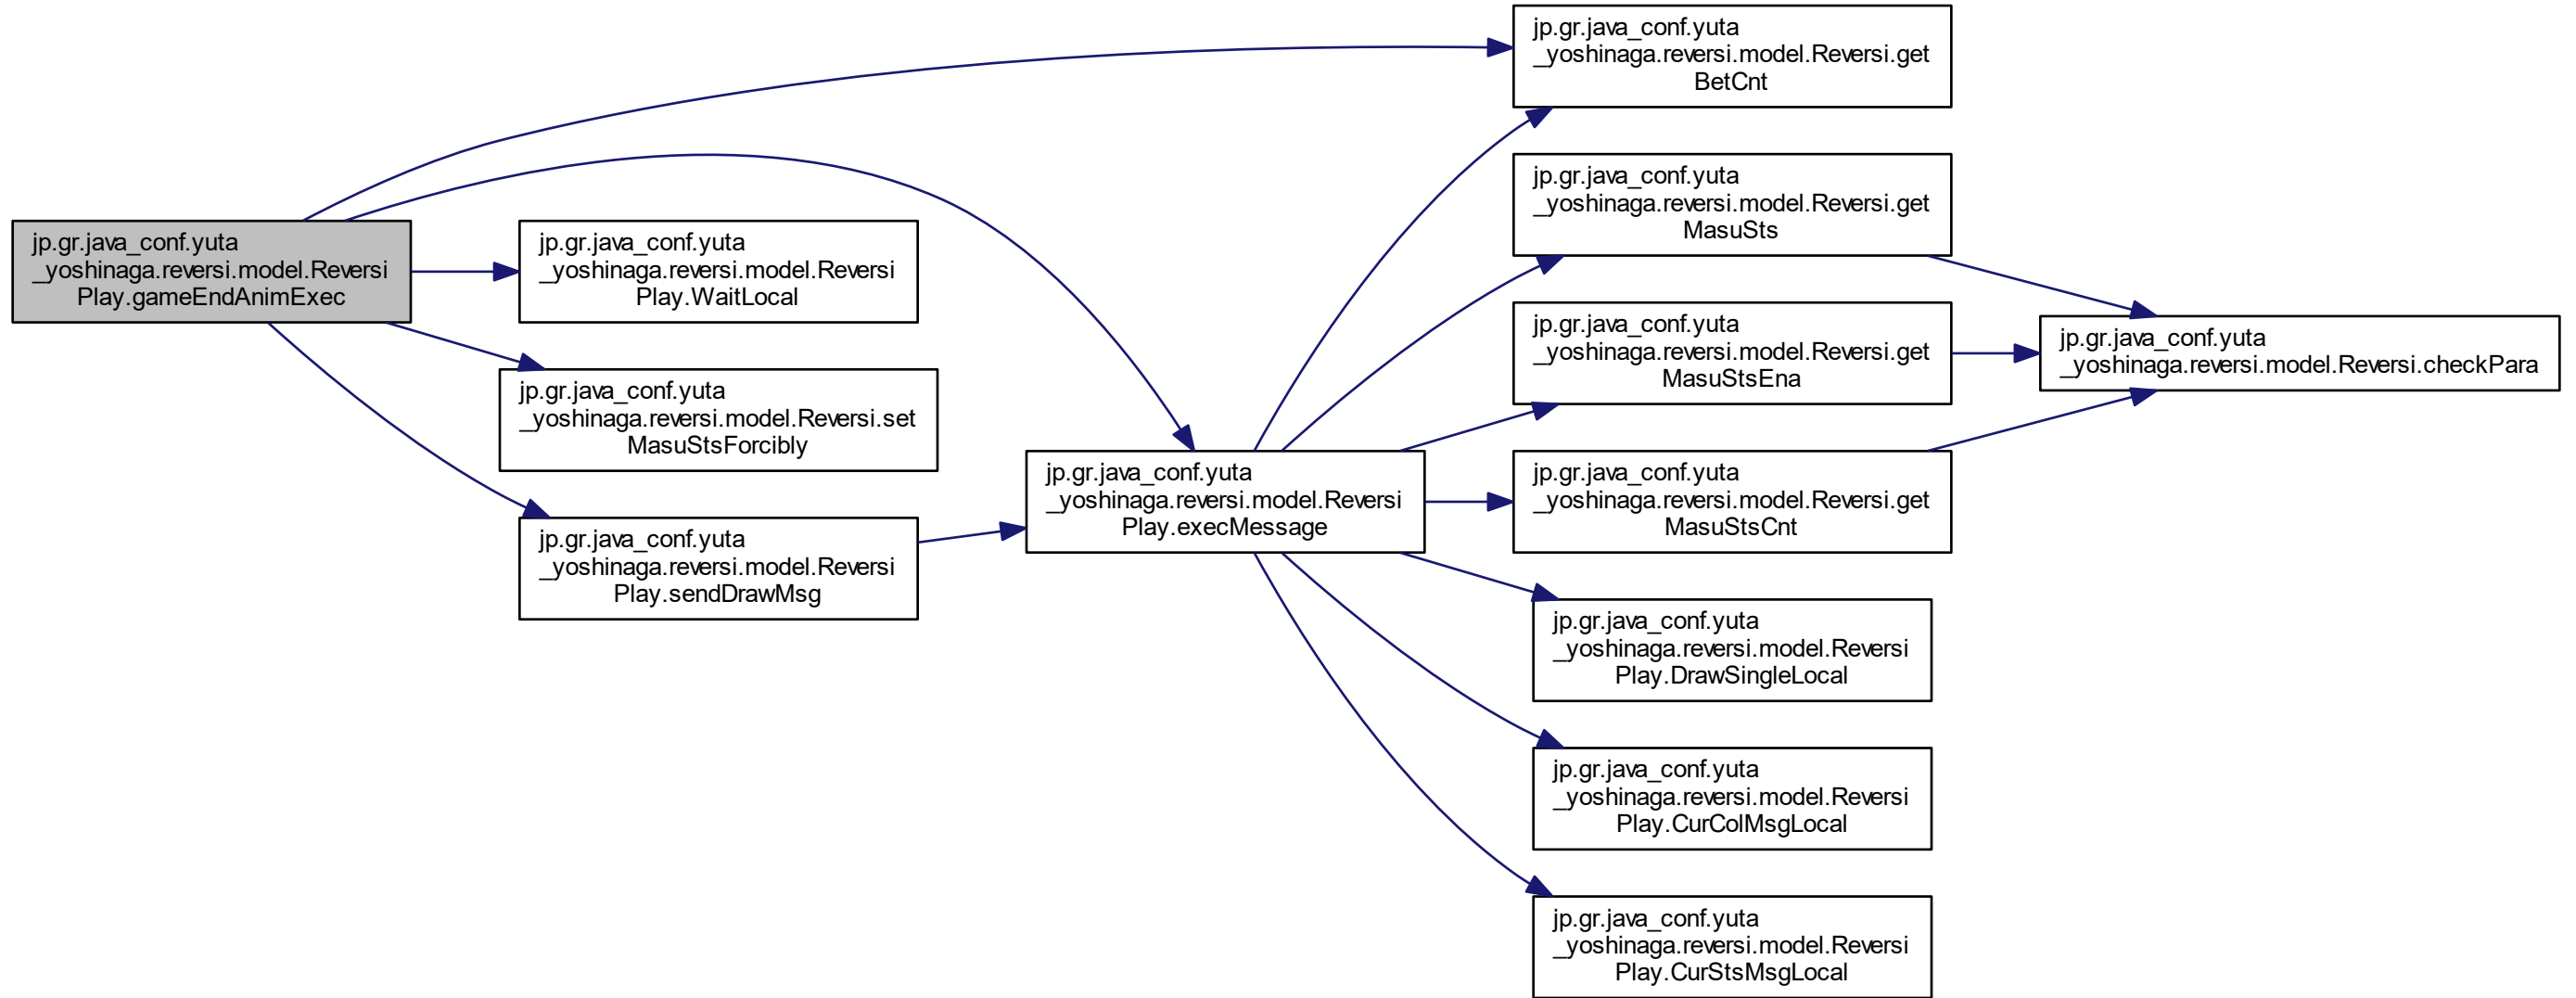 jp.gr.java_conf.yuta
_yoshinaga.reversi.model.Reversi
Play.gameEndAnimExec
jp.gr.java_conf.yuta
_yoshinaga.reversi.model.Reversi
Play.WaitLocal
jp.gr.java_conf.yuta
_yoshinaga.reversi.model.Reversi.set
MasuStsForcibly
jp.gr.java_conf.yuta
_yoshinaga.reversi.model.Reversi
Play.sendDrawMsg
jp.gr.java_conf.yuta
_yoshinaga.reversi.model.Reversi
Play.execMessage
jp.gr.java_conf.yuta
_yoshinaga.reversi.model.Reversi.get
BetCnt
jp.gr.java_conf.yuta
_yoshinaga.reversi.model.Reversi.get
MasuSts
jp.gr.java_conf.yuta
_yoshinaga.reversi.model.Reversi.get
MasuStsEna
jp.gr.java_conf.yuta
_yoshinaga.reversi.model.Reversi.get
MasuStsCnt
jp.gr.java_conf.yuta
_yoshinaga.reversi.model.Reversi
Play.DrawSingleLocal
jp.gr.java_conf.yuta
_yoshinaga.reversi.model.Reversi
Play.CurColMsgLocal
jp.gr.java_conf.yuta
_yoshinaga.reversi.model.Reversi
Play.CurStsMsgLocal
jp.gr.java_conf.yuta
_yoshinaga.reversi.model.Reversi.checkPara